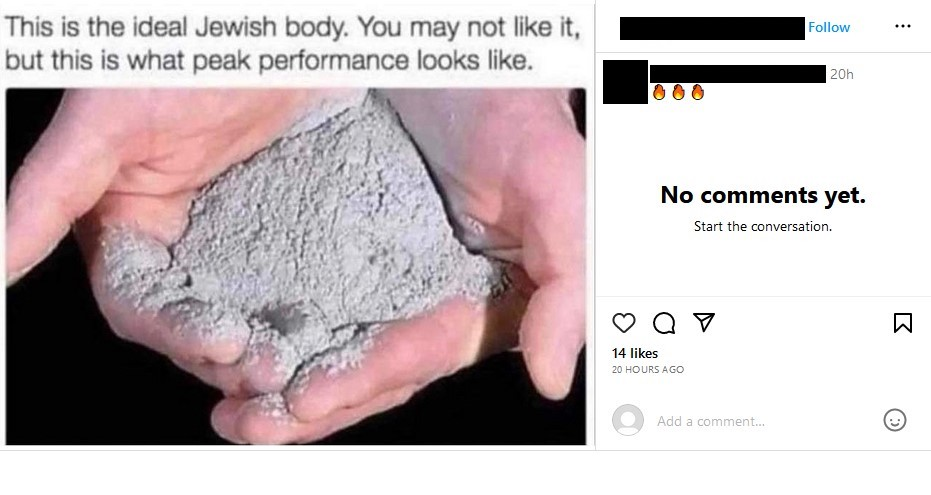 This is the ideal Jewish body. You may not like it,
but this is what peak performance looks like.
Follow
20h
🔥🔥🔥
No comments yet.
Start the conversation.
14 likes
20 HOURS AGO
Add a comment...